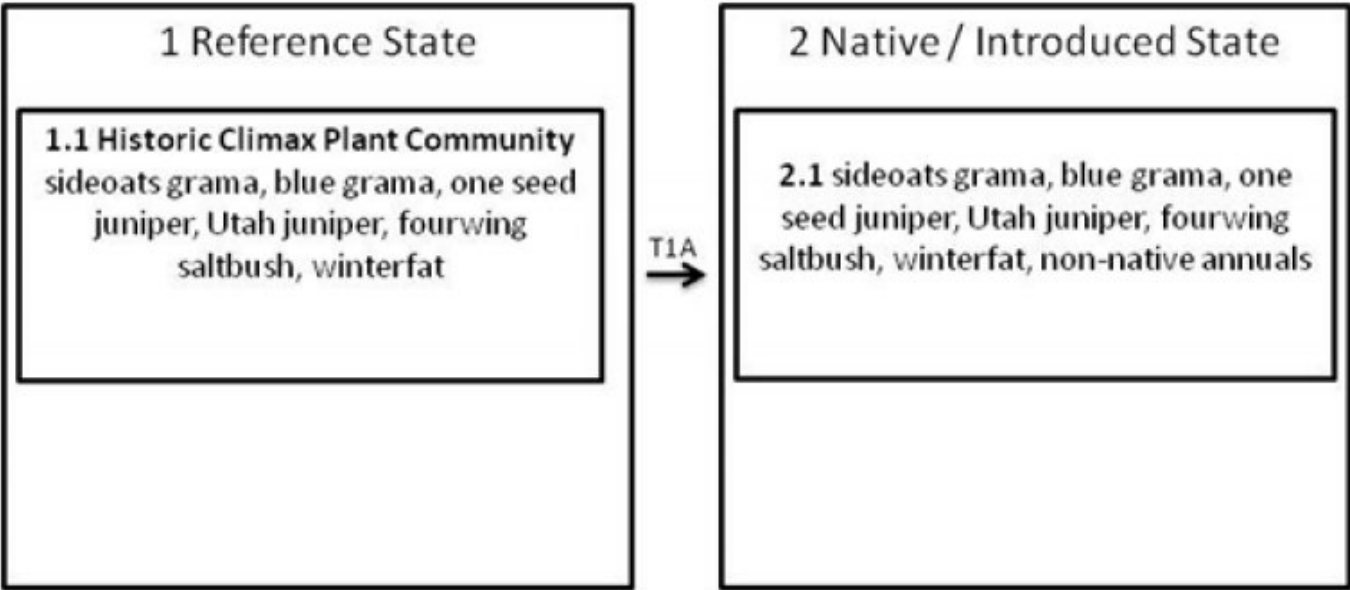 1 Reference State
1.1 Historic Climax Plant Community
sideoats grama, blue grama, one seed
juniper, Utah juniper, fourwing
saltbush, winterfat
T1A
2 Native / Introduced State
2.1 sideoats grama, blue grama, one
seed juniper, Utah juniper, fourwing
saltbush, winterfat, non-native annuals